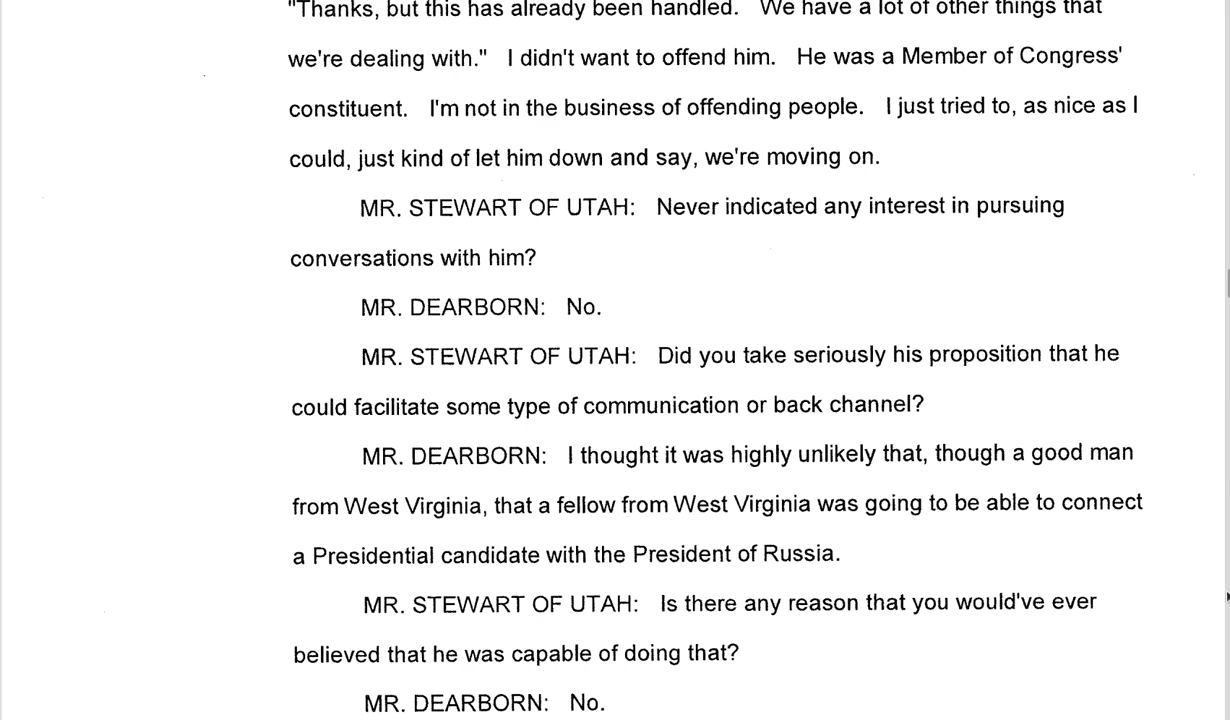 "Thanks, but this has already been handled. We have a lot of other things that
we're dealing with." I didn't want to offend him. He was a Member of Congress'
constituent. I'm not in the business of offending people. I just tried to, as nice as I
could, just kind of let him down and say, we're moving on.
MR. STEWART OF UTAH: Never indicated any interest in pursuing
conversations with him?
MR. DEARBORN: No.
MR. STEWART OF UTAH: Did you take seriously his proposition that he
could facilitate some type of communication or back channel?
MR. DEARBORN: I thought it was highly unlikely that, though a good man
from West Virginia, that a fellow from West Virginia was going to be able to connect
a Presidential candidate with the President of Russia.
MR. STEWART OF UTAH: Is there any reason that you would've ever
believed that he was capable of doing that?
MR. DEARBORN: No.